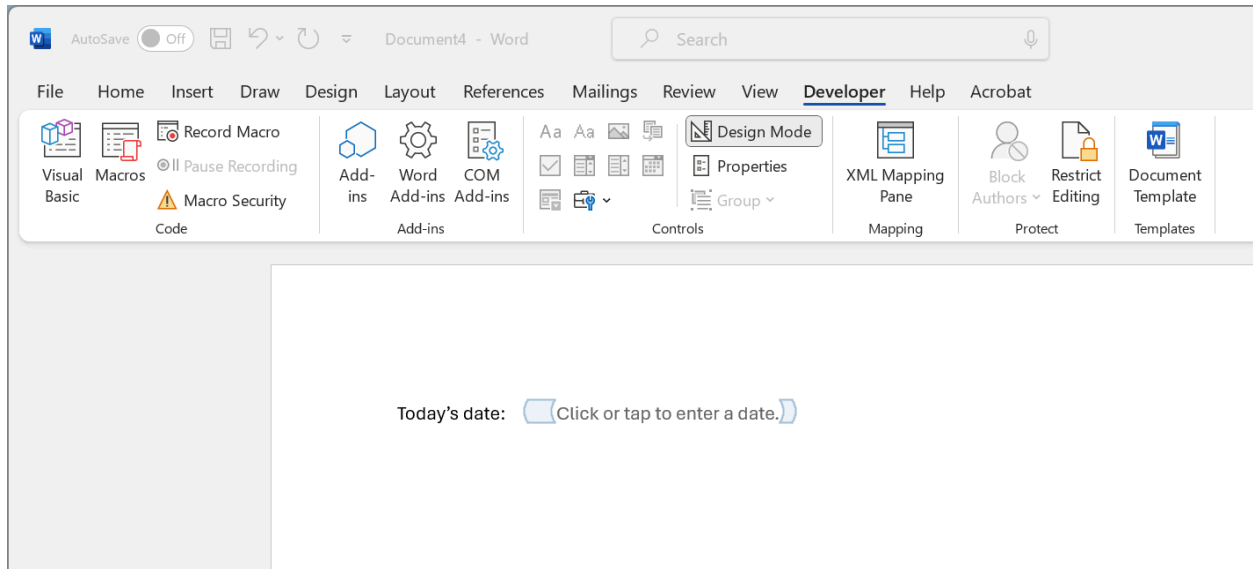 W AutoSave Off Document4 - Word Search
File Home Insert Draw Design Layout References Mailings Review View Developer Help Acrobat
Visual Basic
Macros
Record Macro
Pause Recording
Macro Security
Code
Add-
ins
Word
Add-ins
COM
Add-ins
Add-ins
Aa Aa
Design Mode
Properties
Group
Controls
XML Mapping
Pane
Mapping
Block
Authors
Restrict
Editing
Protect
W
Document
Template
Templates
Today's date: Click or tap to enter a date.